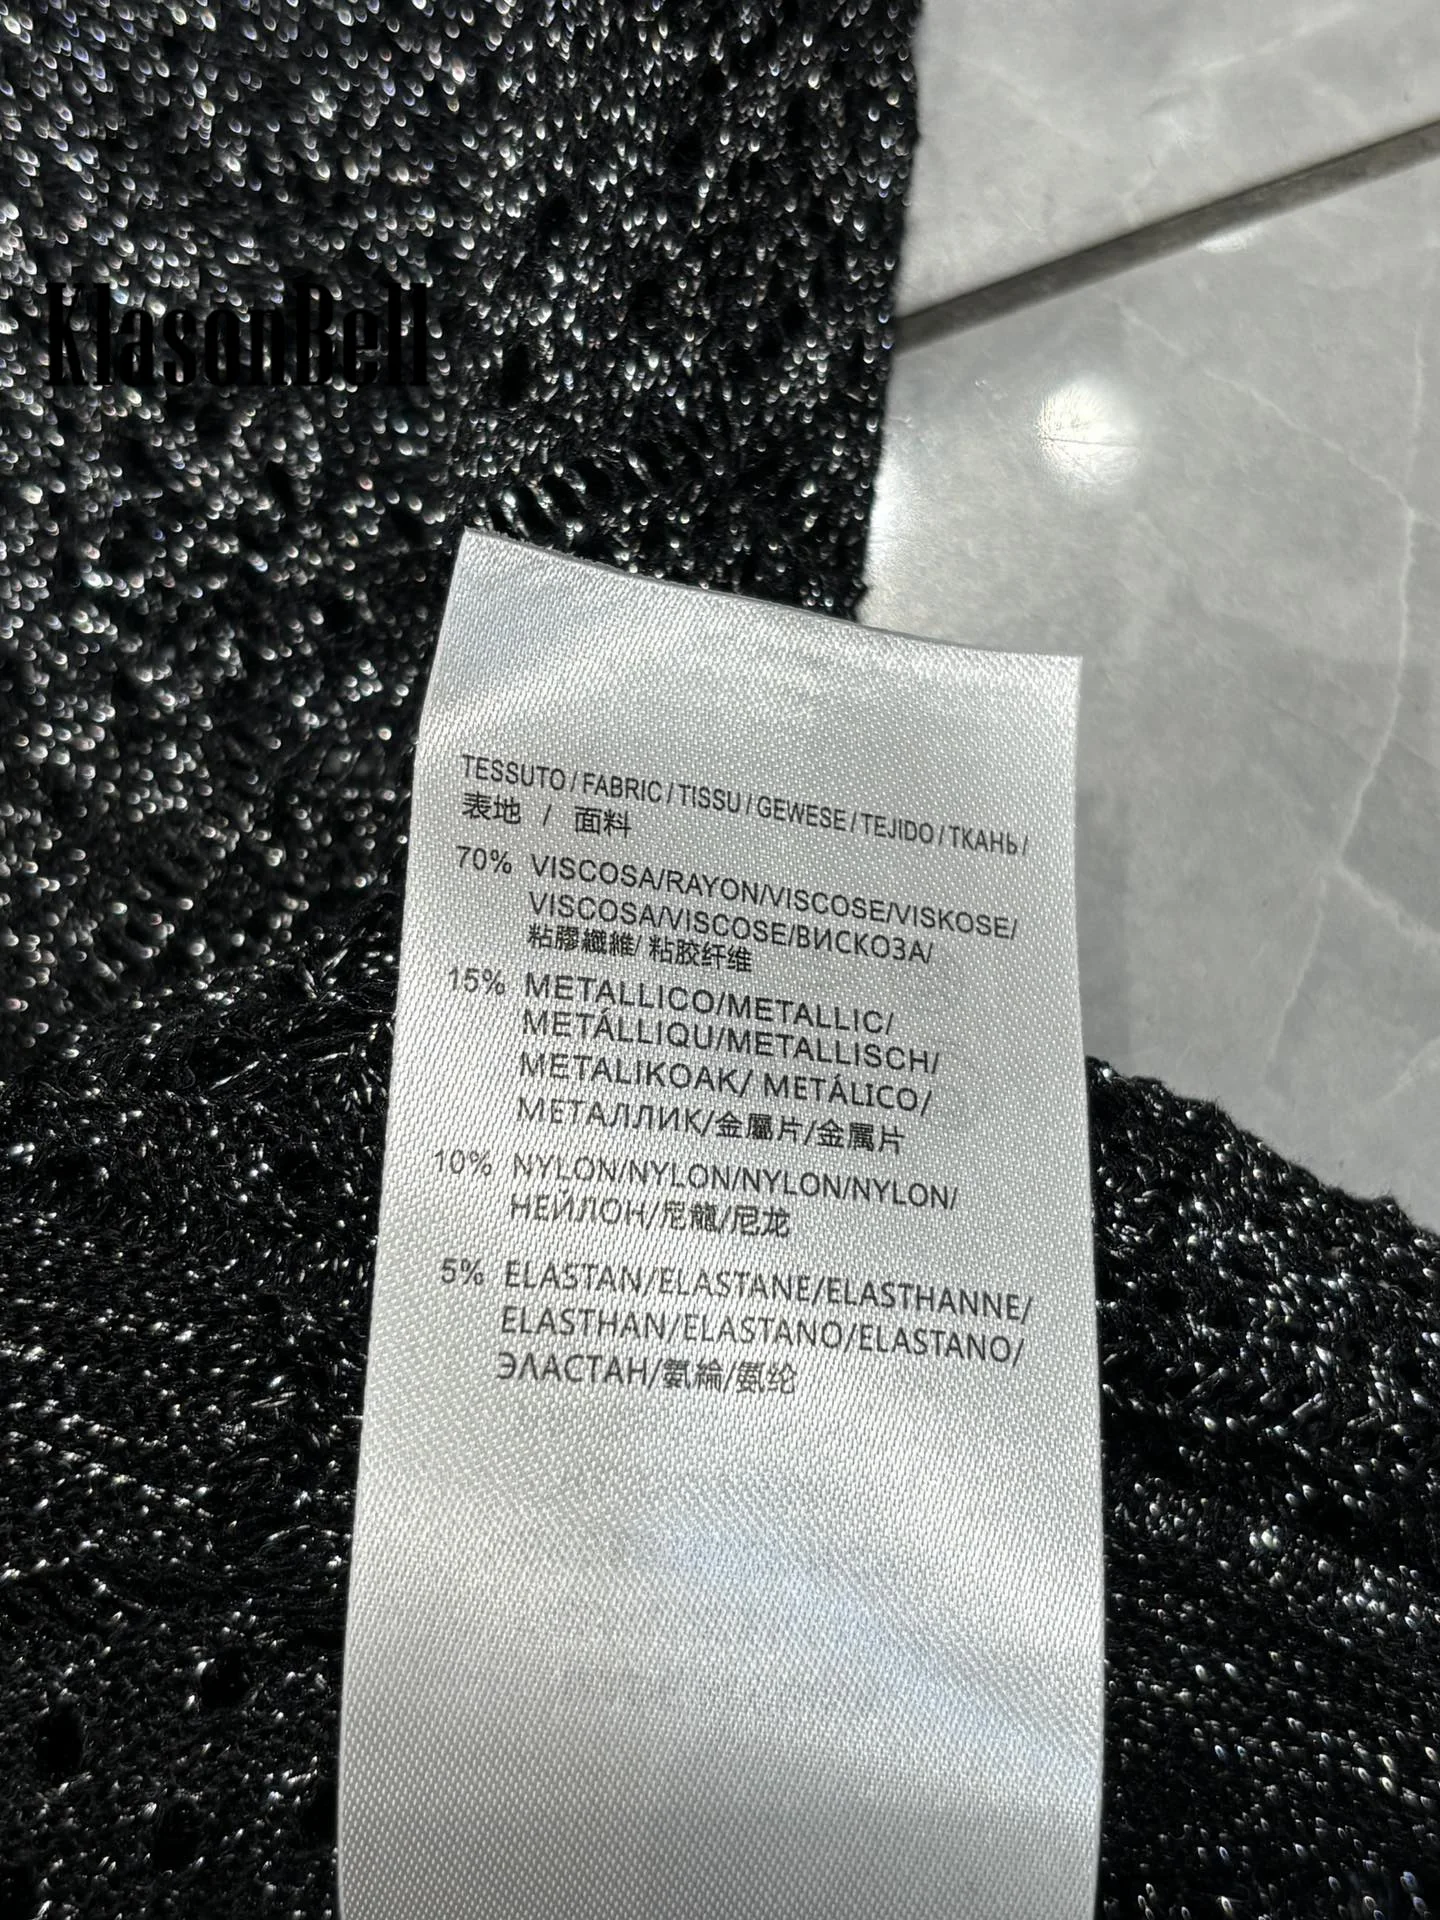 KlasonBell
TESSUTO / FABRIC / TISSU / GEWESE / TEJIDO / ТКАНЬ /
表地 / 面料
70% VISCOSA/RAYON/VISCOSE/VISKOSE/
VISCOSA/VISCOSE/ВИСКОЗА/
粘膠纖維/ 粘胶纤维
15% METALLICO/METALLIC/
METÁLLIQU/METALLISCH/
METALIKOAK/ METÁLICO/
МЕТАЛЛИК/金屬片/金属片
10% NYLON/NYLON/NYLON/NYLON/
НЕЙЛОН/尼龍/尼龙
5% ELASTAN/ELASTANE/ELASTHANNE/
ELASTHAN/ELASTANO/ELASTANO/
ЭЛАСТАН/氨綸/氨纶